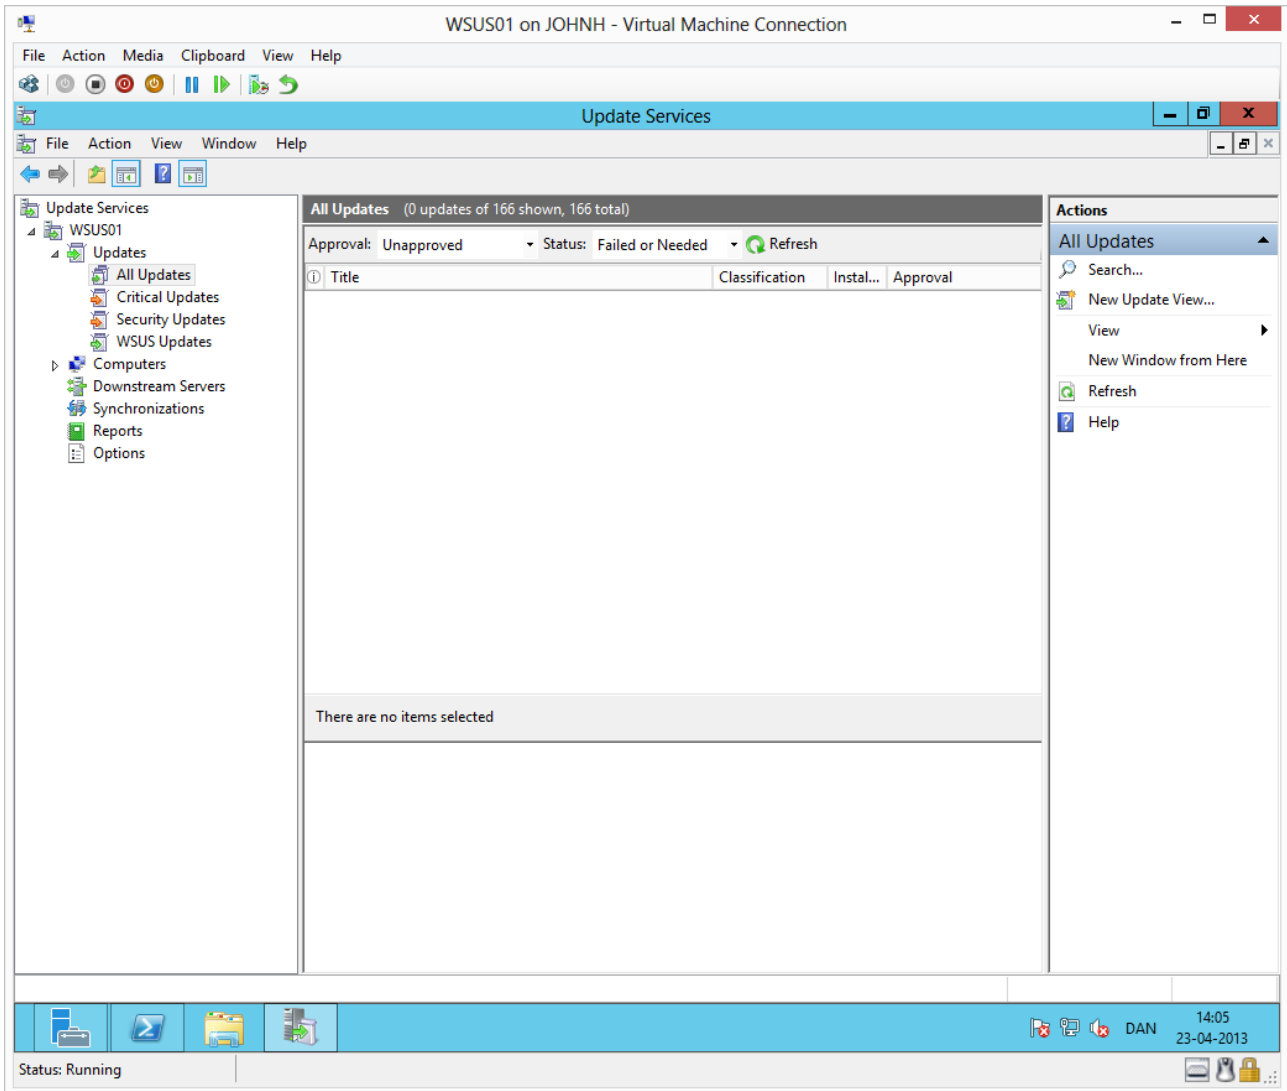 WSUS01 on JOHNH - Virtual Machine Connection
File Action Media Clipboard View Help
Update Services
File Action View Window Help
Update Services
WSUS01
Updates
All Updates
Critical Updates
Security Updates
WSUS Updates
Computers
Downstream Servers
Synchronizations
Reports
Options
All Updates (0 updates of 166 shown, 166 total)
Approval: Unapproved Status: Failed or Needed Refresh
Title Classification Instal... Approval
There are no items selected
Actions
All Updates
Search...
New Update View...
View
New Window from Here
Refresh
Help
DAN
14:05
23-04-2013
Status: Running